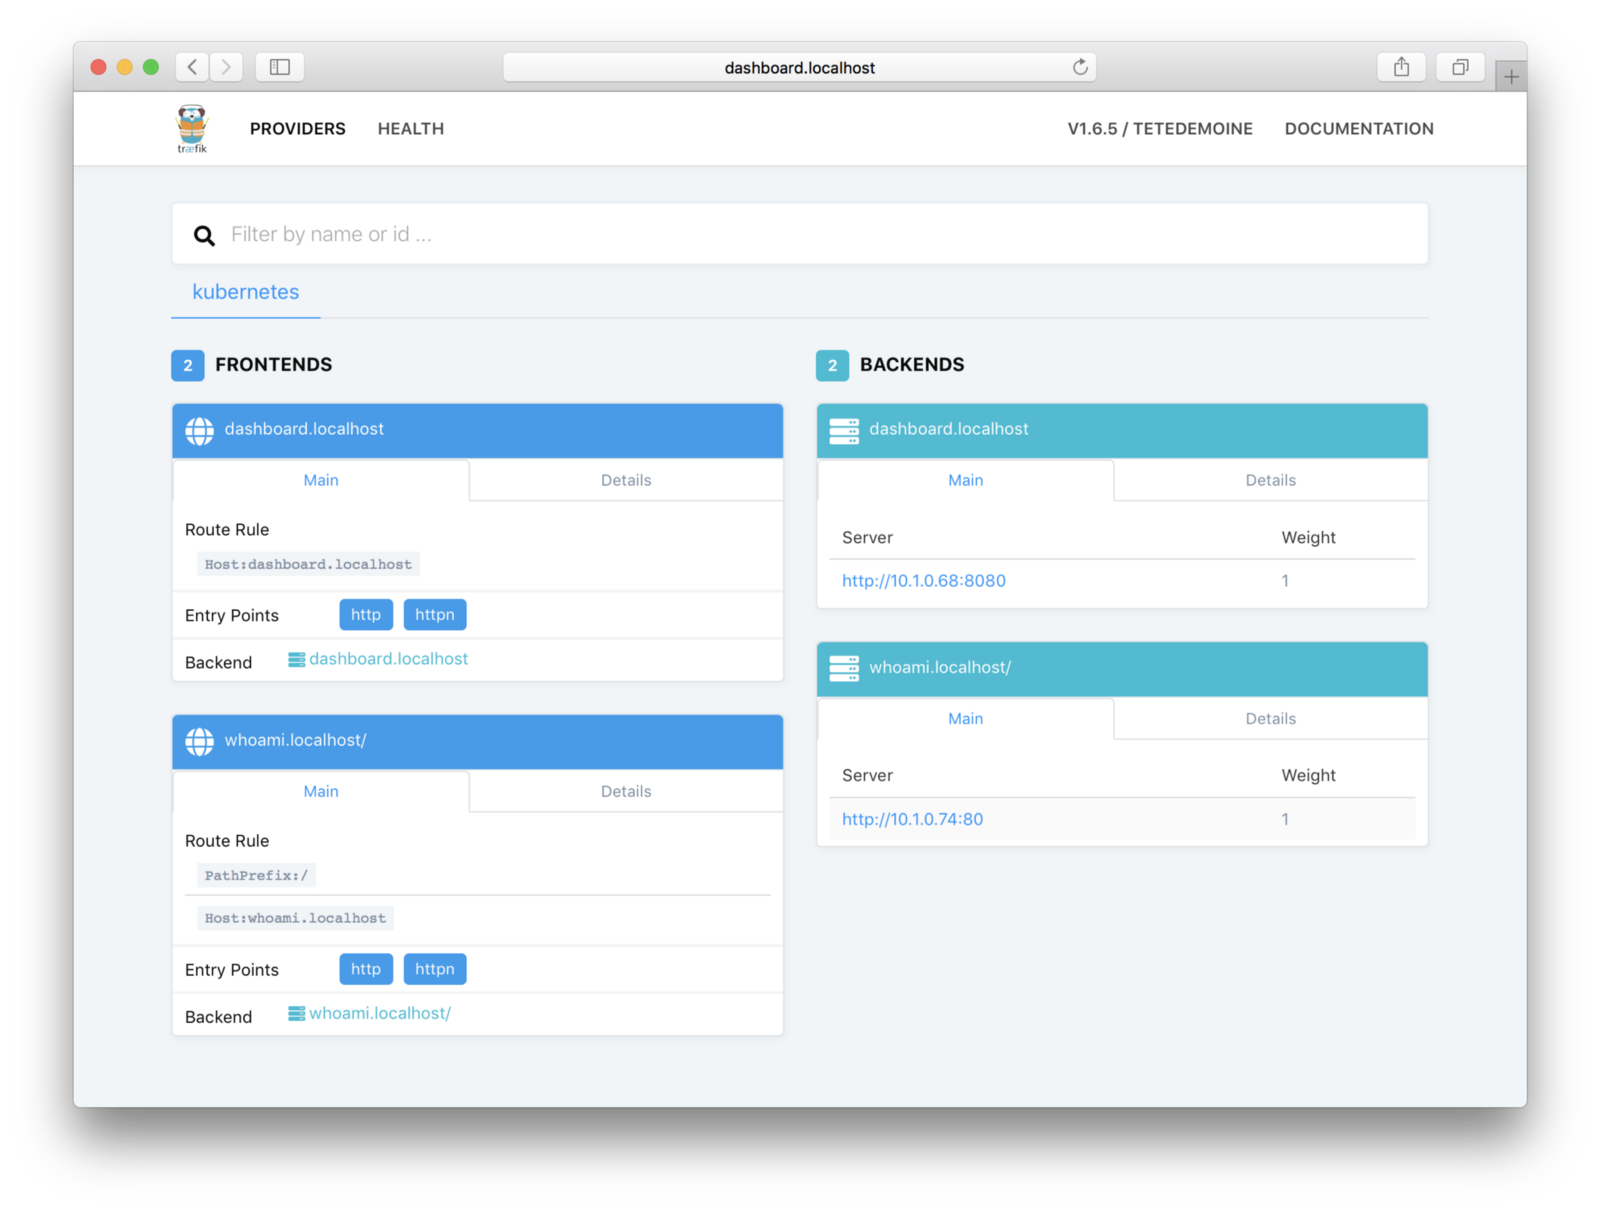 dashboard.localhost
træfik
PROVIDERS HEALTH V1.6.5 / TETEDEMOINE DOCUMENTATION
Filter by name or id ...
kubernetes
2 FRONTENDS
dashboard.localhost
Main Details
Route Rule
Host:dashboard.localhost
Entry Points http httpn
Backend dashboard.localhost
whoami.localhost/
Main Details
Route Rule
PathPrefix:/
Host:whoami.localhost
Entry Points http httpn
Backend whoami.localhost/
2 BACKENDS
dashboard.localhost
Main Details
Server Weight
http://10.1.0.68:8080 1
whoami.localhost/
Main Details
Server Weight
http://10.1.0.74:80 1